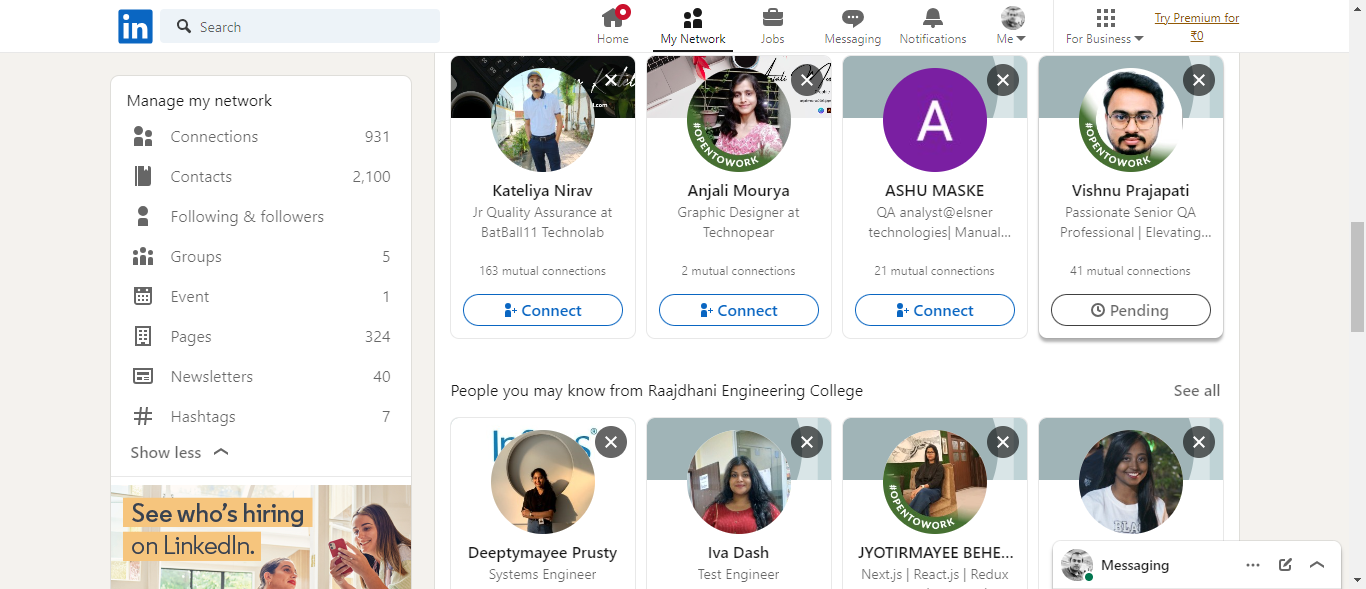 in
Search
Home
My Network
Jobs
Messaging
Notifications
Me
For Business
Try Premium for
₹0
Manage my network
Connections 931
Contacts 2,100
Following & followers
Groups 5
Event 1
Pages 324
Newsletters 40
Hashtags 7
Show less
See who's hiring
on LinkedIn.
Kateliya Nirav
Jr Quality Assurance at
BatBall11 Technolab
163 mutual connections
Connect
#OPENTOWORK
Anjali Mourya
Graphic Designer at
Technopear
2 mutual connections
Connect
A
ASHU MASKE
QA analyst@elsner
technologies| Manual...
21 mutual connections
Connect
#OPENTOWORK
Vishnu Prajapati
Passionate Senior QA
Professional | Elevating...
41 mutual connections
Pending
People you may know from Raajdhani Engineering College
See all
Deeptymayee Prusty
Systems Engineer
Iva Dash
Test Engineer
#OPENTOWORK
JYOTIRMAYEE BEHE...
Next.js | React.js | Redux
Messaging